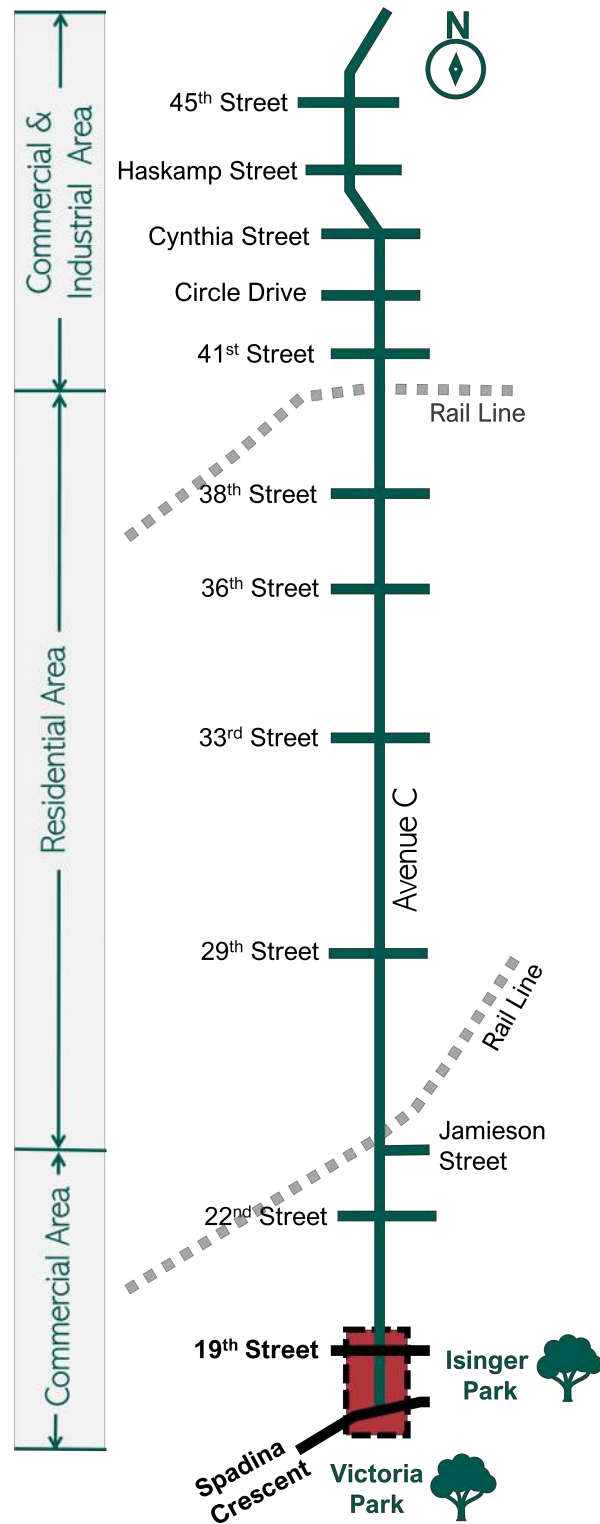 N
45th Street
Haskamp Street
Cynthia Street
Circle Drive
41st Street
Rail Line
38th Street
36th Street
33rd Street
Avenue C
29th Street
Rail Line
Jamieson
Street
22nd Street
19th Street
Isinger
Park
Spadina
Crescent
Victoria
Park
Commercial &
Industrial Area
Residential Area
Commercial Area